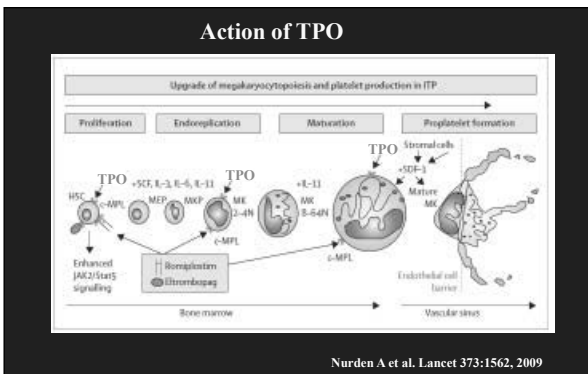 Action of TPO
Upgrade of megakaryocytopoiesis and platelet production in ITP
Proliferation
Endoreplication
Maturation
Proplatelet formation
TPO
TPO
TPO
Stromal cells
+SCF, IL-3, IL-6, IL-11
+IL-11
+SDF-1
HSC
c-MPL
MEP
MKP
MK
2–4N
c-MPL
MK
8–64N
Mature
MK
c-MPL
Enhanced
JAK2/Stat5
signalling
Romiplostim
Eltrombopag
Endothelial cell
barrier
Bone marrow
Vascular sinus
Nurden A et al. Lancet 373:1562, 2009